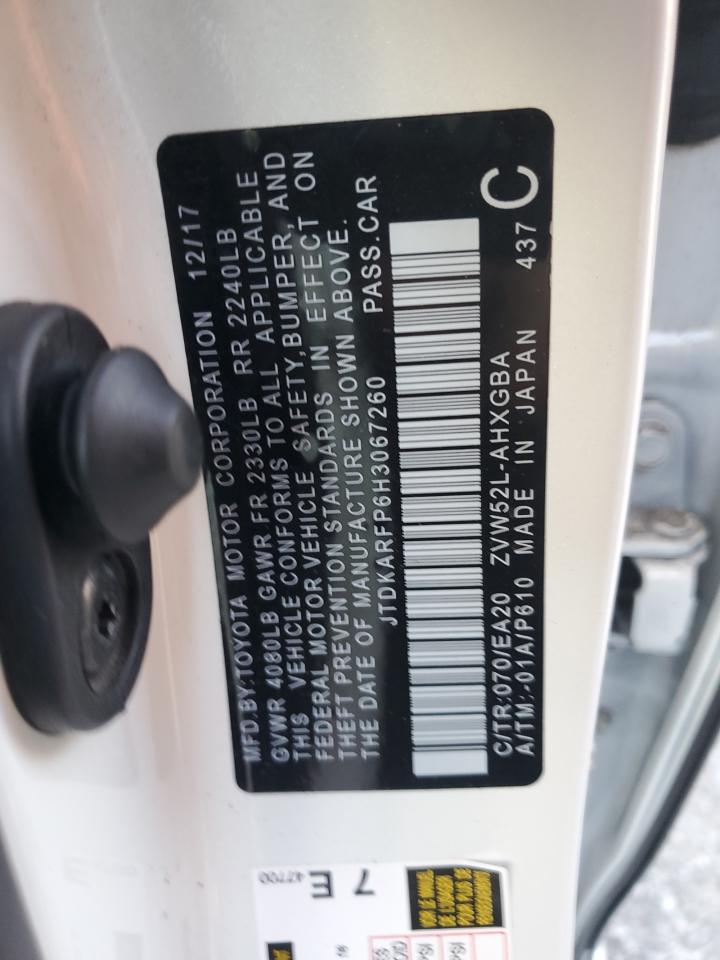 MFD.BY:TOYOTA MOTOR CORPORATION 12/17
GVWR 4080LB GAWR FR 2330LB RR 2240LB
THIS VEHICLE CONFORMS TO ALL APPLICABLE
FEDERAL MOTOR VEHICLE SAFETY,BUMPER, AND
THEFT PREVENTION STANDARDS IN EFFECT ON
THE DATE OF MANUFACTURE SHOWN ABOVE.
JTDKARFP6H3067260 PASS.CAR
C/TR:070/EA20 ZVW52L-AHXGBA
A/TM:-01A/P610 MADE IN JAPAN 437 C
47700
7 E